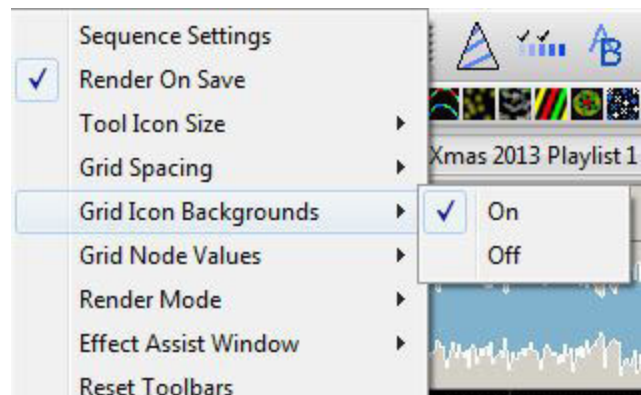 Sequence Settings
Render On Save
Tool Icon Size
Grid Spacing
Xmas 2013 Playlist 1
Grid Icon Backgrounds
On
Off
Grid Node Values
Render Mode
Effect Assist Window
Reset Toolbars
AB